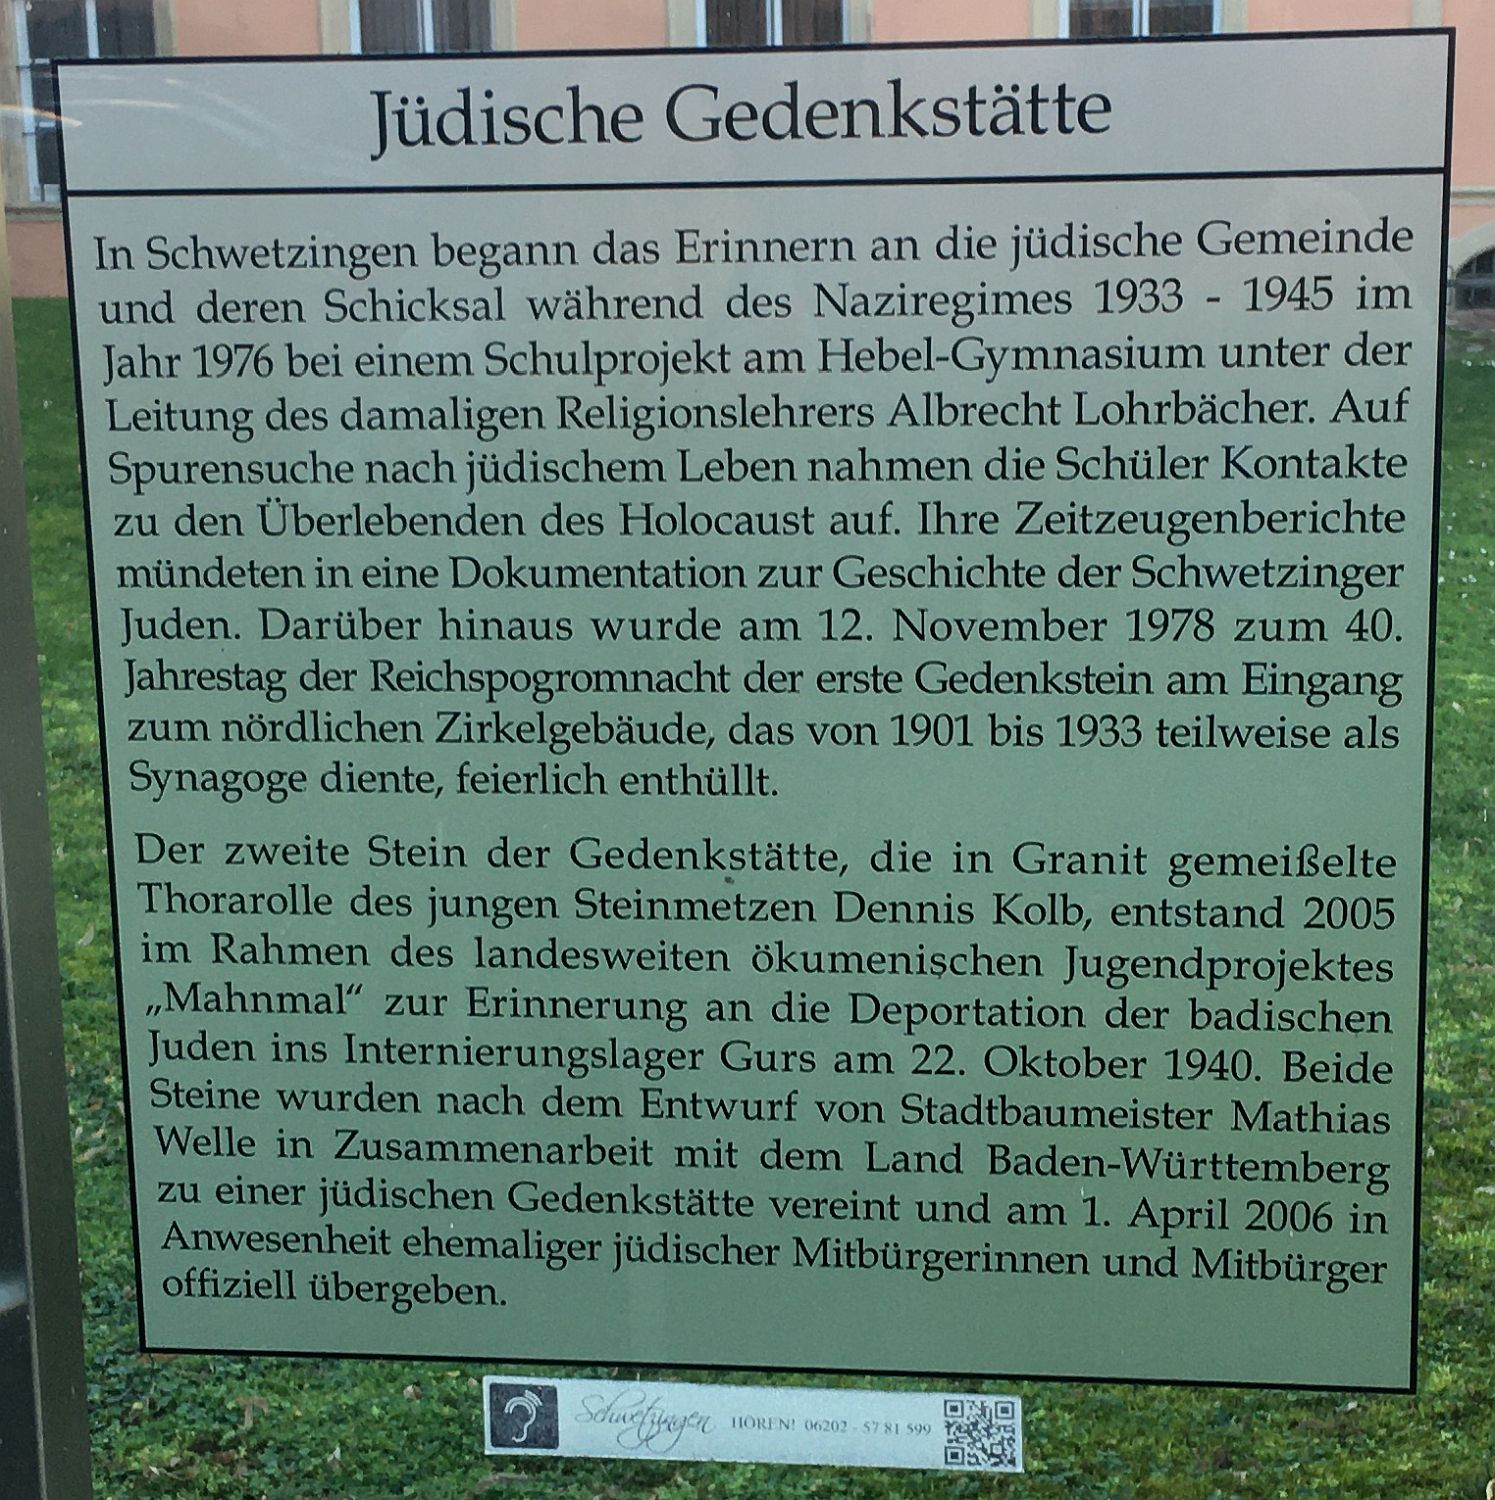 Jüdische Gedenkstätte
In Schwetzingen begann das Erinnern an die jüdische Gemeinde
und deren Schicksal während des Naziregimes 1933 - 1945 im
Jahr 1976 bei einem Schulprojekt am Hebel-Gymnasium unter der
Leitung des damaligen Religionslehrers Albrecht Lohrbächer. Auf
Spurensuche nach jüdischem Leben nahmen die Schüler Kontakte
zu den Überlebenden des Holocaust auf. Ihre Zeitzeugenberichte
mündeten in eine Dokumentation zur Geschichte der Schwetzinger
Juden. Darüber hinaus wurde am 12. November 1978 zum 40.
Jahrestag der Reichspogromnacht der erste Gedenkstein am Eingang
zum nördlichen Zirkelgebäude, das von 1901 bis 1933 teilweise als
Synagoge diente, feierlich enthüllt.
Der zweite Stein der Gedenkstätte, die in Granit gemeißelte
Thorarolle des jungen Steinmetzen Dennis Kolb, entstand 2005
im Rahmen des landesweiten ökumenischen Jugendprojektes
„Mahnmal“ zur Erinnerung an die Deportation der badischen
Juden ins Internierungslager Gurs am 22. Oktober 1940. Beide
Steine wurden nach dem Entwurf von Stadtbaumeister Mathias
Welle in Zusammenarbeit mit dem Land Baden-Württemberg
zu einer jüdischen Gedenkstätte vereint und am 1. April 2006 in
Anwesenheit ehemaliger jüdischer Mitbürgerinnen und Mitbürger
offiziell übergeben.
Schwetzingen HÖREN! 06202 - 57 81 599